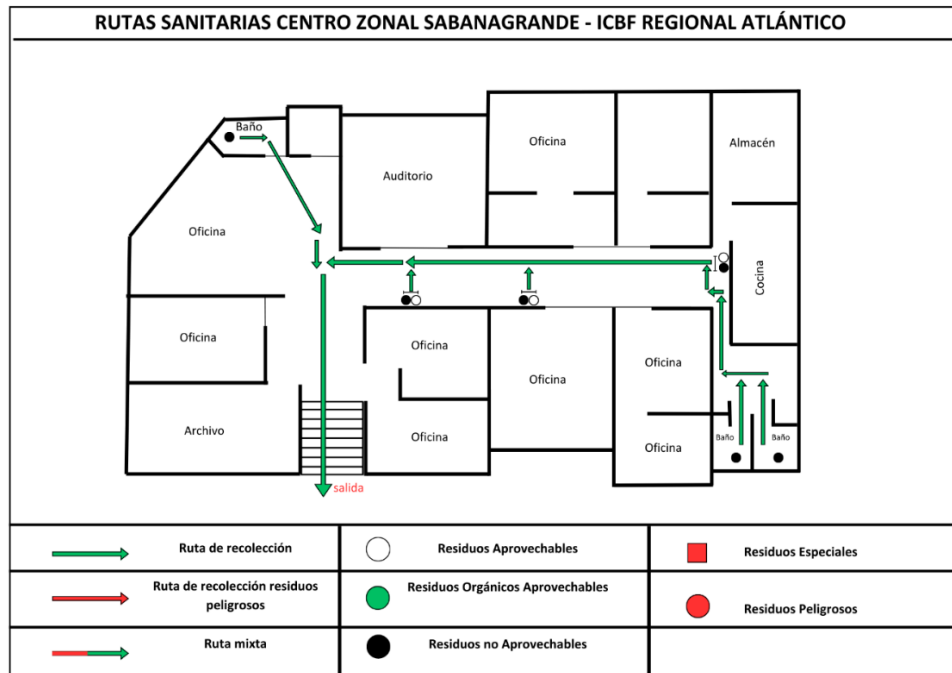 RUTAS SANITARIAS CENTRO ZONAL SABANAGRANDE - ICBF REGIONAL ATLÁNTICO
Baño
Oficina
Almacén
Auditorio
Oficina
Cocina
Oficina
Oficina
Oficina
Oficina
Archivo
Oficina
Oficina
Baño
Baño
salida
Ruta de recolección
Residuos Aprovechables
Residuos Especiales
Ruta de recolección residuos
peligrosos
Residuos Orgánicos Aprovechables
Residuos Peligrosos
Ruta mixta
Residuos no Aprovechables